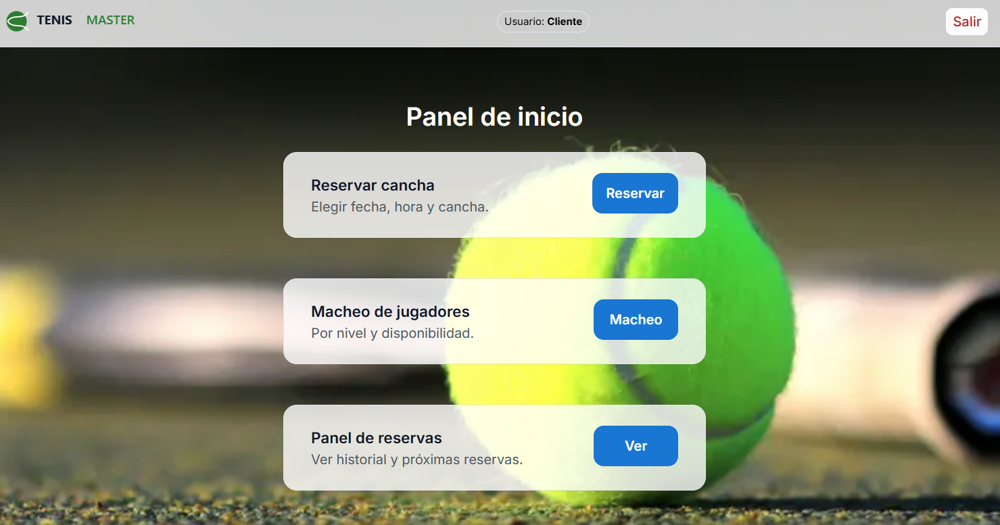 TENIS MASTER
Usuario: Cliente
Salir
Panel de inicio
Reservar cancha
Elegir fecha, hora y cancha.
Reservar
Macheo de jugadores
Por nivel y disponibilidad.
Macheo
Panel de reservas
Ver historial y próximas reservas.
Ver